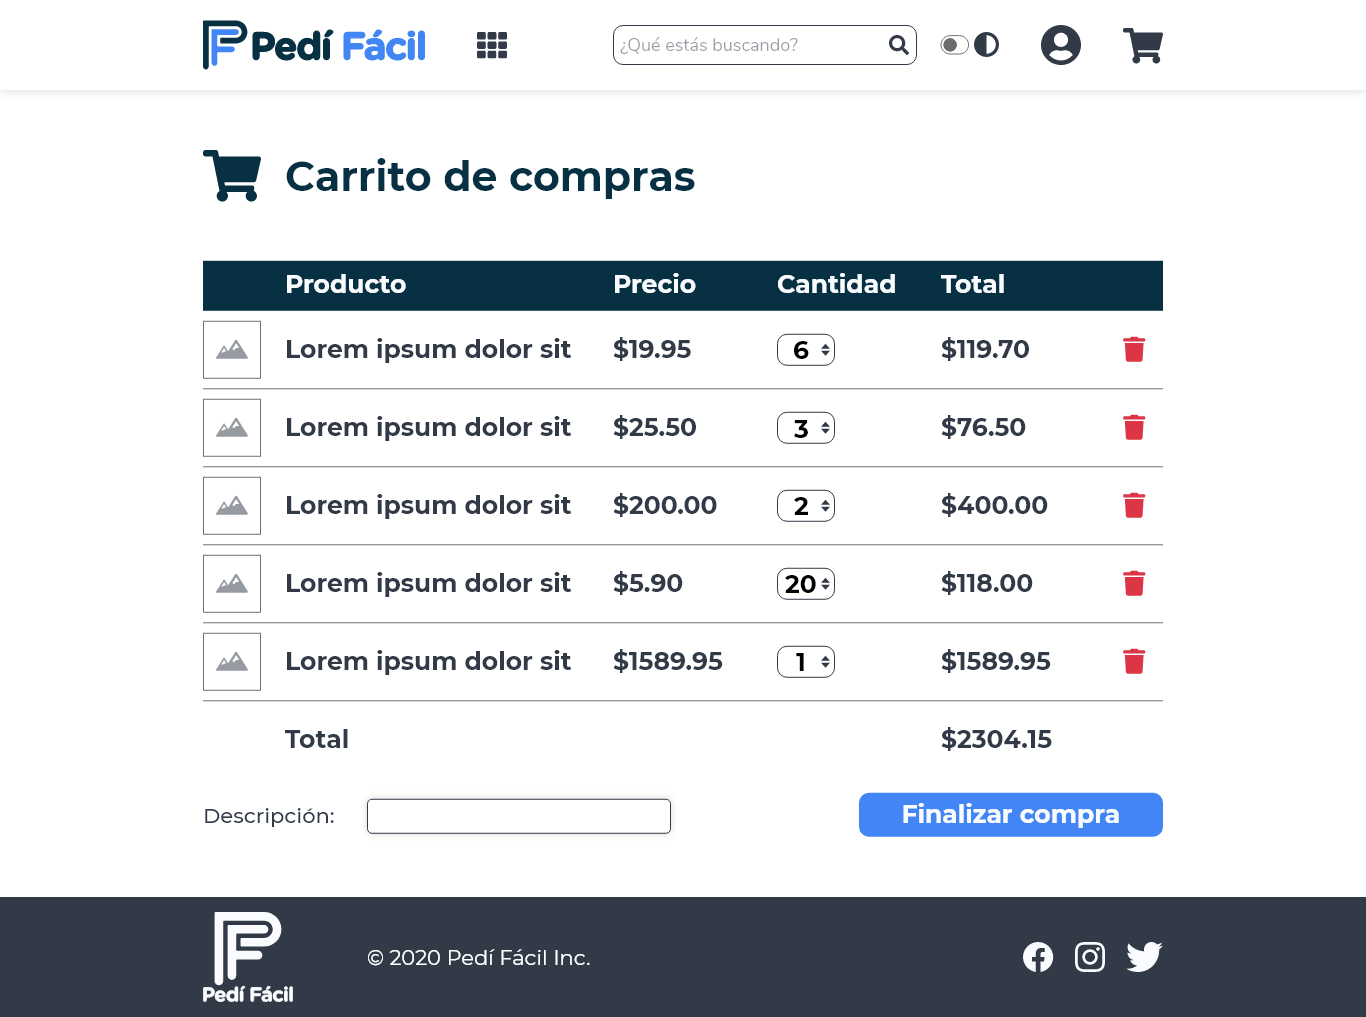 Pedí Fácil
¿Qué estás buscando?
Carrito de compras
Producto Precio Cantidad Total
Lorem ipsum dolor sit $19.95 6 $119.70
Lorem ipsum dolor sit $25.50 3 $76.50
Lorem ipsum dolor sit $200.00 2 $400.00
Lorem ipsum dolor sit $5.90 20 $118.00
Lorem ipsum dolor sit $1589.95 1 $1589.95
Total $2304.15
Descripción: Finalizar compra
© 2020 Pedí Fácil Inc.
Pedí Fácil